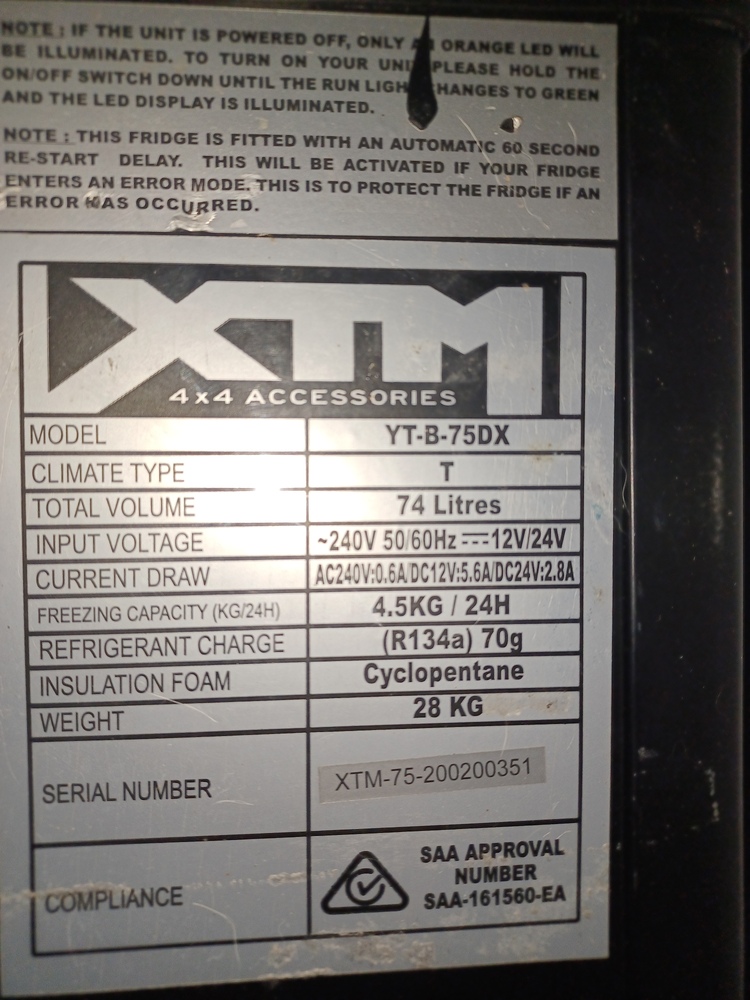 NOTE : IF THE UNIT IS POWERED OFF, ONLY ORANGE LED WILL
BE ILLUMINATED. TO TURN ON YOUR UNIT PLEASE HOLD THE
ON/OFF SWITCH DOWN UNTIL THE RUN LIGHT CHANGES TO GREEN
AND THE LED DISPLAY IS ILLUMINATED.
NOTE : THIS FRIDGE IS FITTED WITH AN AUTOMATIC 60 SECOND
RE-START DELAY. THIS WILL BE ACTIVATED IF YOUR FRIDGE
ENTERS AN ERROR MODE. THIS IS TO PROTECT THE FRIDGE IF AN
ERROR HAS OCCURRED.
XTM
4x4 ACCESSORIES
MODEL YT-B-75DX
CLIMATE TYPE T
TOTAL VOLUME 74 Litres
INPUT VOLTAGE ~240V 50/60Hz ⎓12V/24V
CURRENT DRAW AC240V:0.6A/DC12V:5.6A/DC24V:2.8A
FREEZING CAPACITY (KG/24H) 4.5KG / 24H
REFRIGERANT CHARGE (R134a) 70g
INSULATION FOAM Cyclopentane
WEIGHT 28 KG
SERIAL NUMBER XTM-75-200200351
COMPLIANCE SAA APPROVAL
NUMBER
SAA-161560-EA